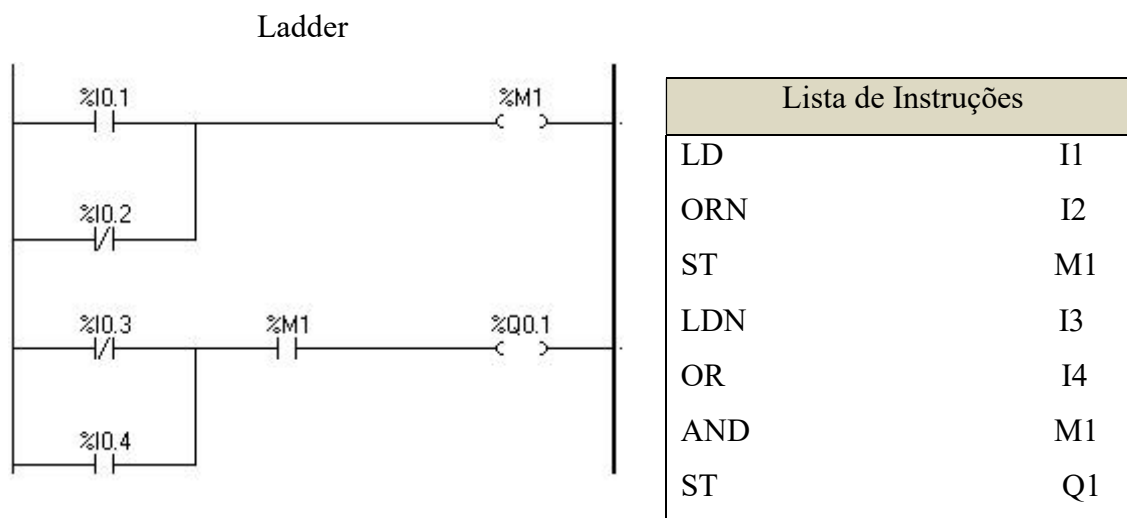 Ladder
%I0.1 %M1
%I0.2
%I0.3 %M1 %Q0.1
%I0.4
Lista de Instruções
LD I1
ORN I2
ST M1
LDN I3
OR I4
AND M1
ST Q1